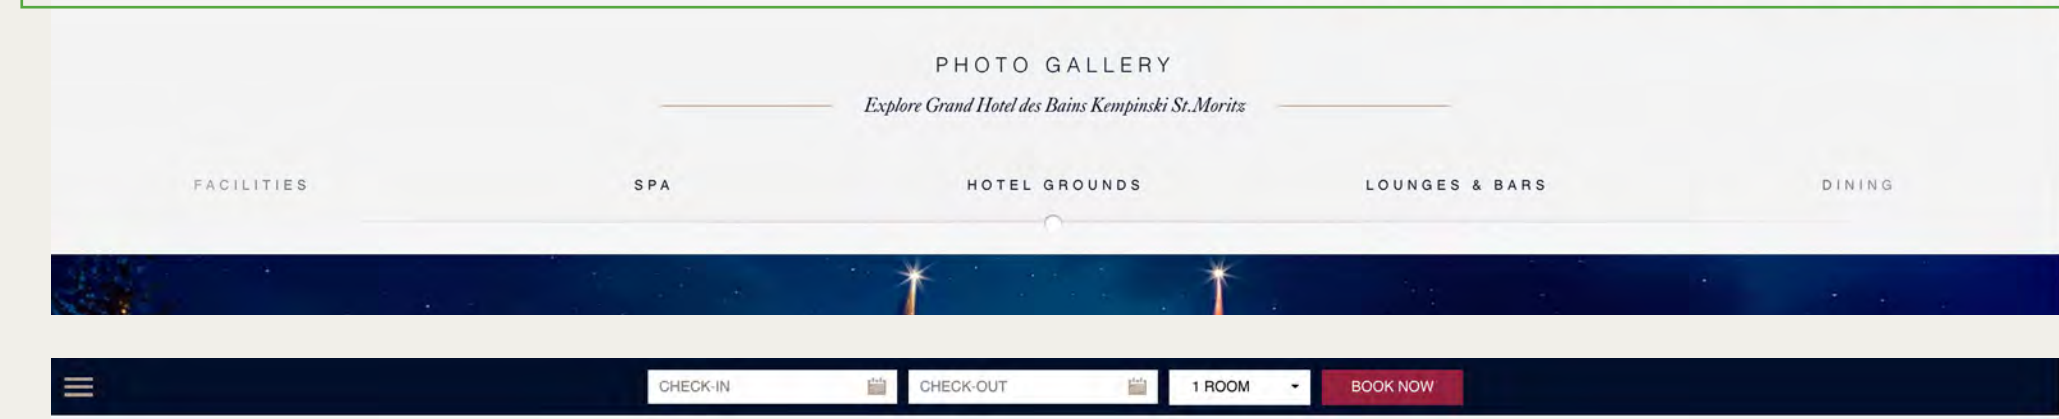 PHOTO GALLERY
Explore Grand Hotel des Bains Kempinski St.Moritz
FACILITIES SPA HOTEL GROUNDS LOUNGES & BARS DINING
CHECK-IN CHECK-OUT 1 ROOM BOOK NOW